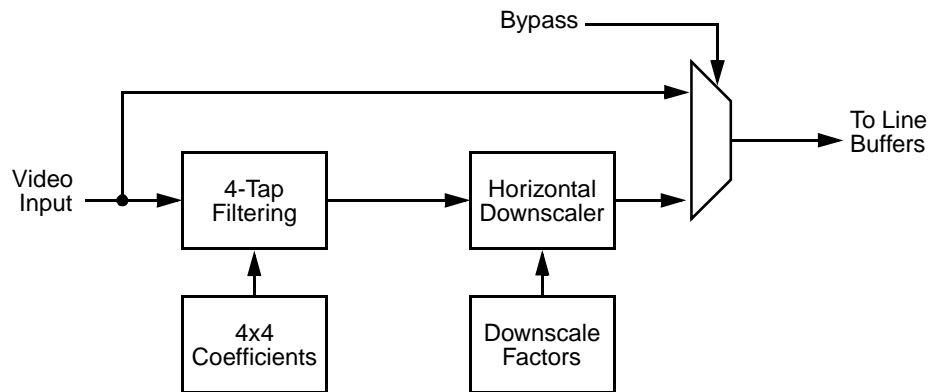 Bypass
To Line
Buffers
Video
Input
4-Tap
Filtering
Horizontal
Downscaler
4x4
Coefficients
Downscale
Factors